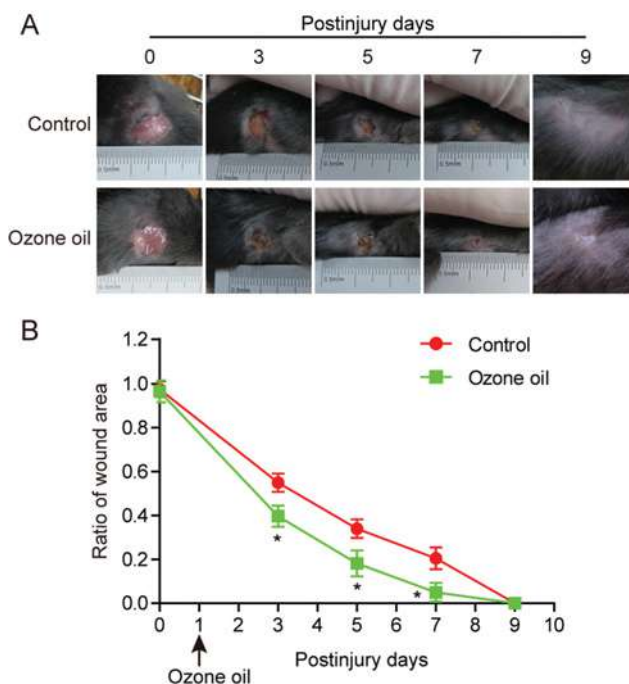 A
Postinjury days
0 3 5 7 9
Control
Ozone oil
0.5mm
B
1.2
1.0
0.8
0.6
0.4
0.2
0.0
Ratio of wound area
Control
Ozone oil
*
*
*
0 1 2 3 4 5 6 7 8 9 10
Ozone oil
Postinjury days